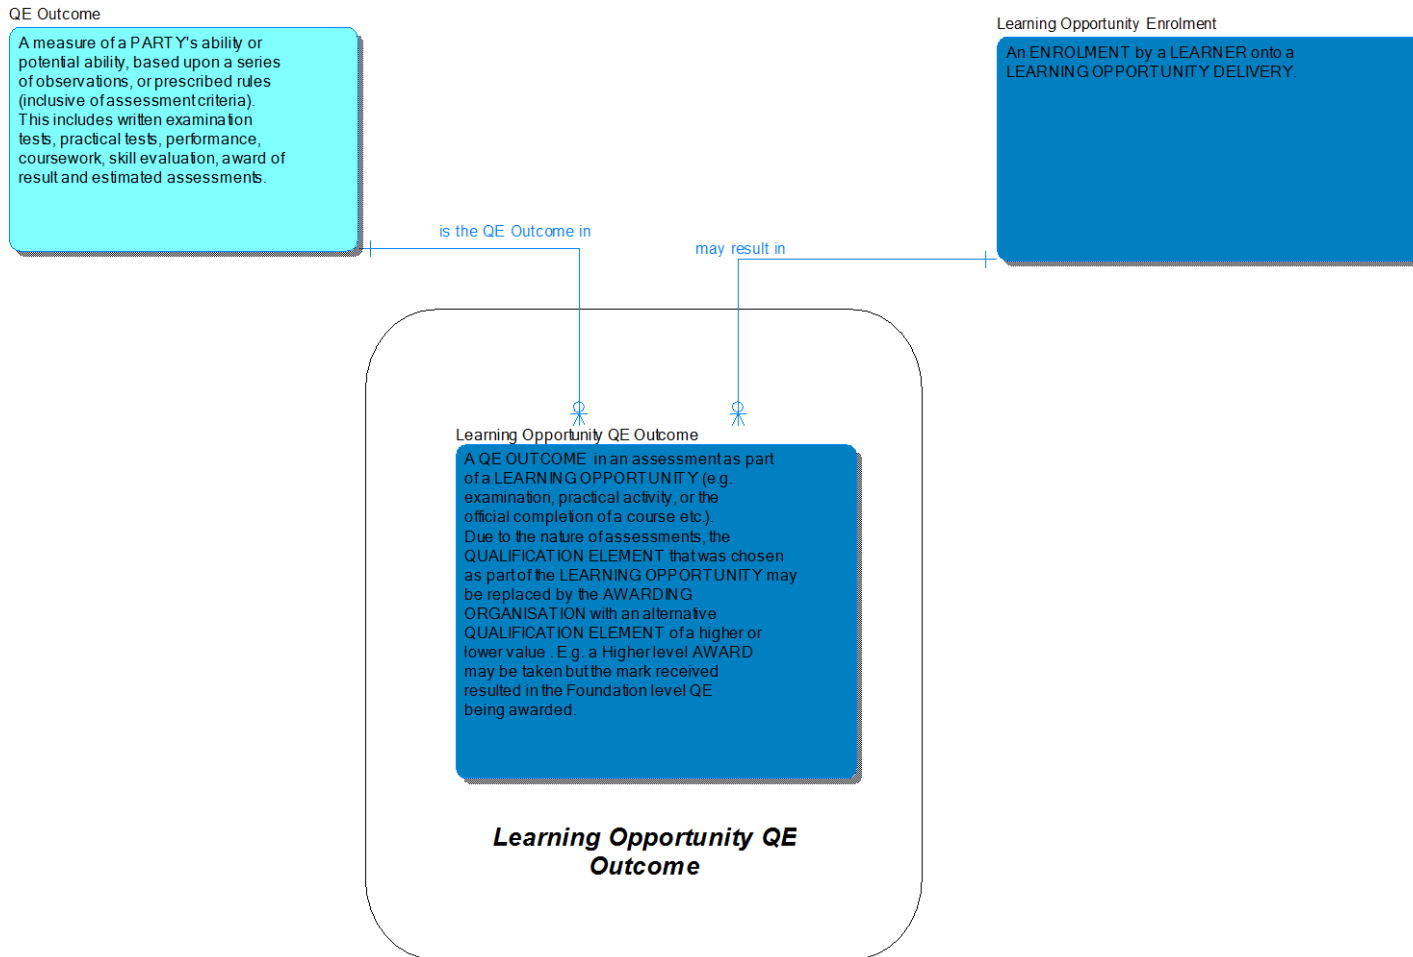 QE Outcome
A measure of a PARTY's ability or
potential ability, based upon a series
of observations, or prescribed rules
(inclusive of assessment criteria).
This includes written examination
tests, practical tests, performance,
coursework, skill evaluation, award of
result and estimated assessments.
Learning Opportunity Enrolment
An ENROLMENT by a LEARNER onto a
LEARNING OPPORTUNITY DELIVERY.
is the QE Outcome in
may result in
Learning Opportunity QE Outcome
A QE OUTCOME in an assessment as part
of a LEARNING OPPORTUNITY (e.g.
examination, practical activity, or the
official completion of a course etc.).
Due to the nature of assessments, the
QUALIFICATION ELEMENT that was chosen
as part of the LEARNING OPPORTUNITY may
be replaced by the AWARDING
ORGANISATION with an alternative
QUALIFICATION ELEMENT of a higher or
lower value . E.g. a Higher level AWARD
may be taken but the mark received
resulted in the Foundation level QE
being awarded.
Learning Opportunity QE
Outcome